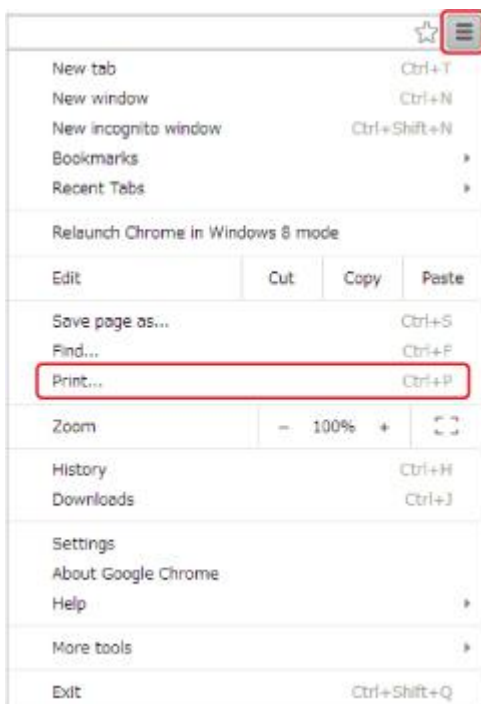 New tab Ctrl+T
New window Ctrl+N
New incognito window Ctrl+Shift+N
Bookmarks
Recent Tabs
Relaunch Chrome in Windows 8 mode
Edit Cut Copy Paste
Save page as... Ctrl+S
Find... Ctrl+F
Print... Ctrl+P
Zoom − 100% +
History Ctrl+H
Downloads Ctrl+J
Settings
About Google Chrome
Help
More tools
Exit Ctrl+Shift+Q